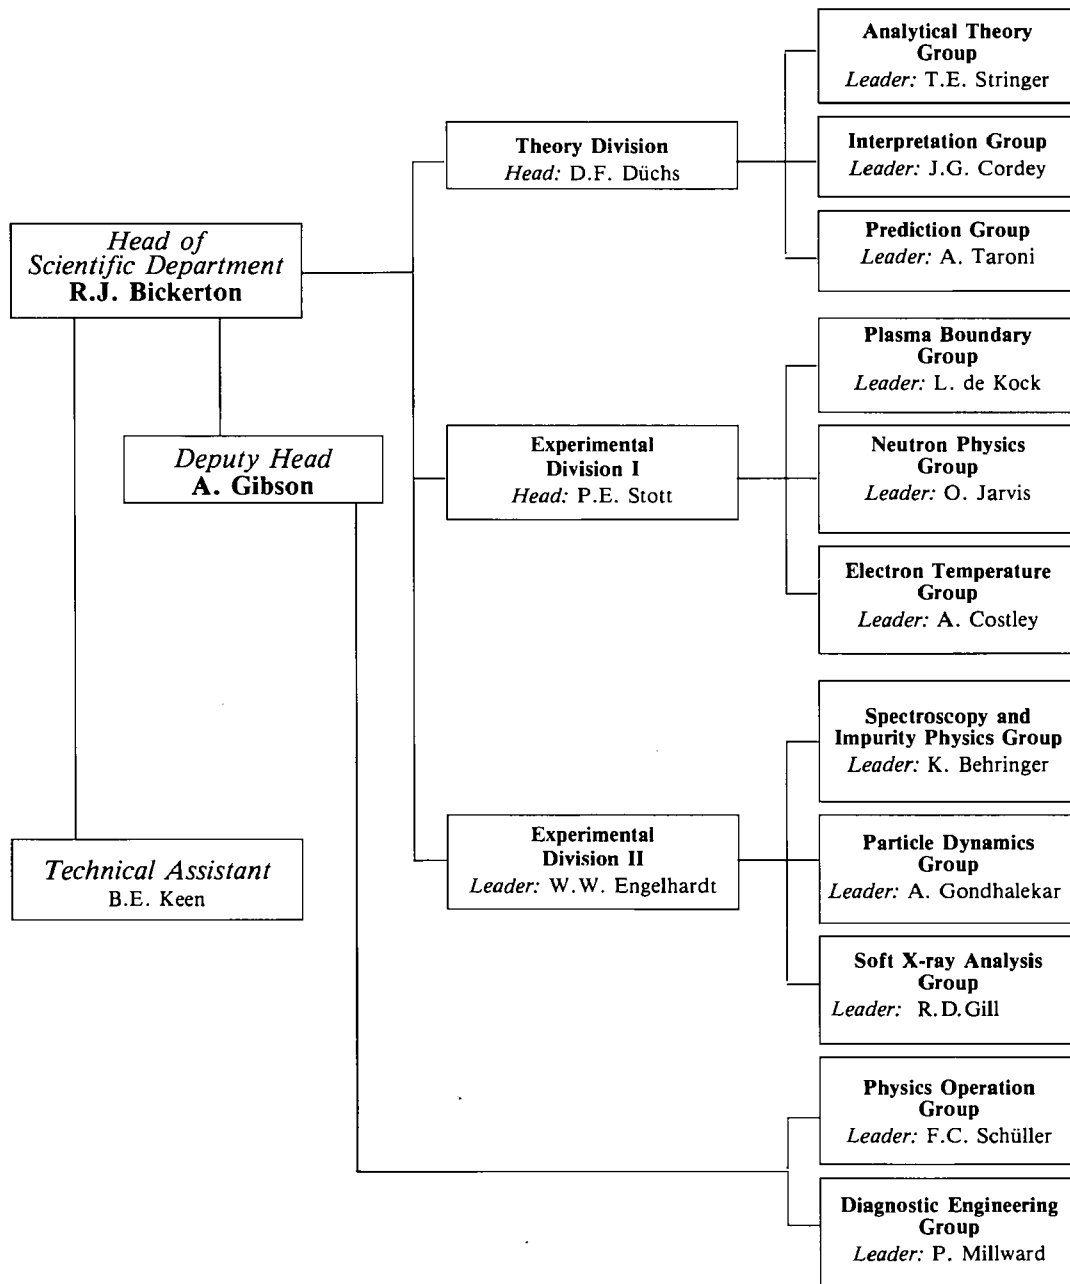 Analytical Theory
Group
Leader: T.E. Stringer
Theory Division
Head: D.F. Düchs
Interpretation Group
Leader: J.G. Cordey
Prediction Group
Leader: A. Taroni
Head of
Scientific Department
R.J. Bickerton
Plasma Boundary
Group
Leader: L. de Kock
Deputy Head
A. Gibson
Experimental
Division I
Head: P.E. Stott
Neutron Physics
Group
Leader: O. Jarvis
Electron Temperature
Group
Leader: A. Costley
Spectroscopy and
Impurity Physics Group
Leader: K. Behringer
Technical Assistant
B.E. Keen
Experimental
Division II
Leader: W.W. Engelhardt
Particle Dynamics
Group
Leader: A. Gondhalekar
Soft X-ray Analysis
Group
Leader: R.D.Gill
Physics Operation
Group
Leader: F.C. Schüller
Diagnostic Engineering
Group
Leader: P. Millward